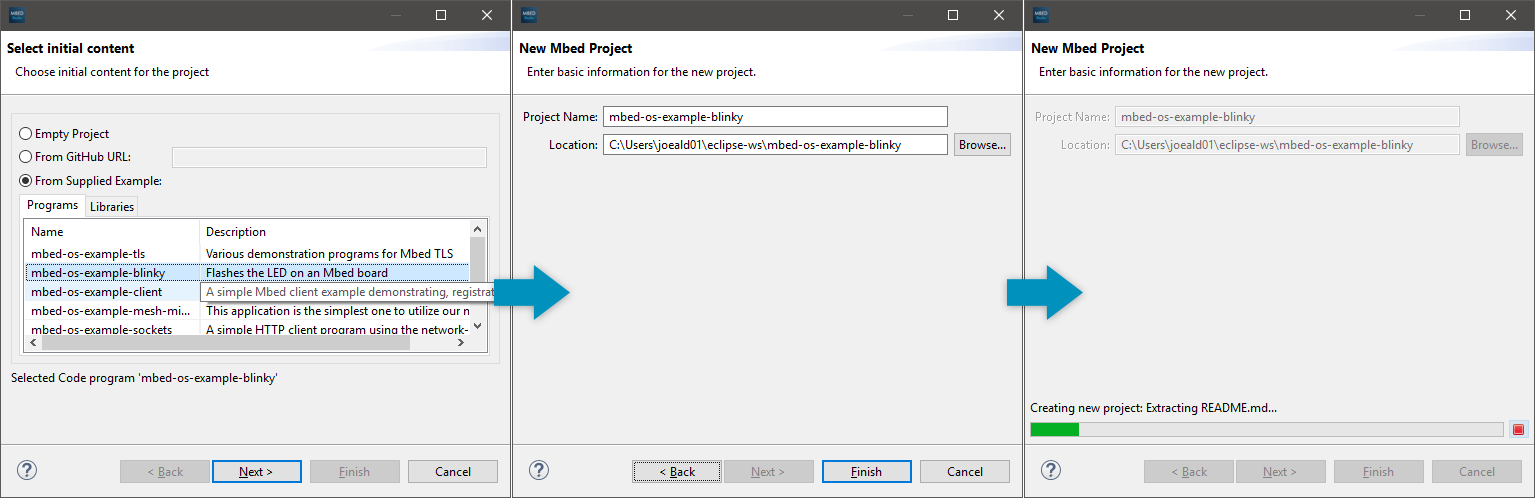 MBED
Select initial content
Choose initial content for the project
Empty Project
From GitHub URL:
From Supplied Example:
Programs Libraries
Name Description
mbed-os-example-tls Various demonstration programs for Mbed TLS
mbed-os-example-blinky Flashes the LED on an Mbed board
mbed-os-example-client A simple Mbed client example demonstrating, registrat
mbed-os-example-mesh-mi... This application is the simplest one to utilize our n
mbed-os-example-sockets A simple HTTP client program using the network-
Selected Code program 'mbed-os-example-blinky'
< Back Next > Finish Cancel
MBED
New Mbed Project
Enter basic information for the new project.
Project Name: mbed-os-example-blinky
Location: C:\Users\joeald01\eclipse-ws\mbed-os-example-blinky Browse...
< Back Next > Finish Cancel
MBED
New Mbed Project
Enter basic information for the new project.
Project Name: mbed-os-example-blinky
Location: C:\Users\joeald01\eclipse-ws\mbed-os-example-blinky Browse...
Creating new project: Extracting README.md...
< Back Next > Finish Cancel